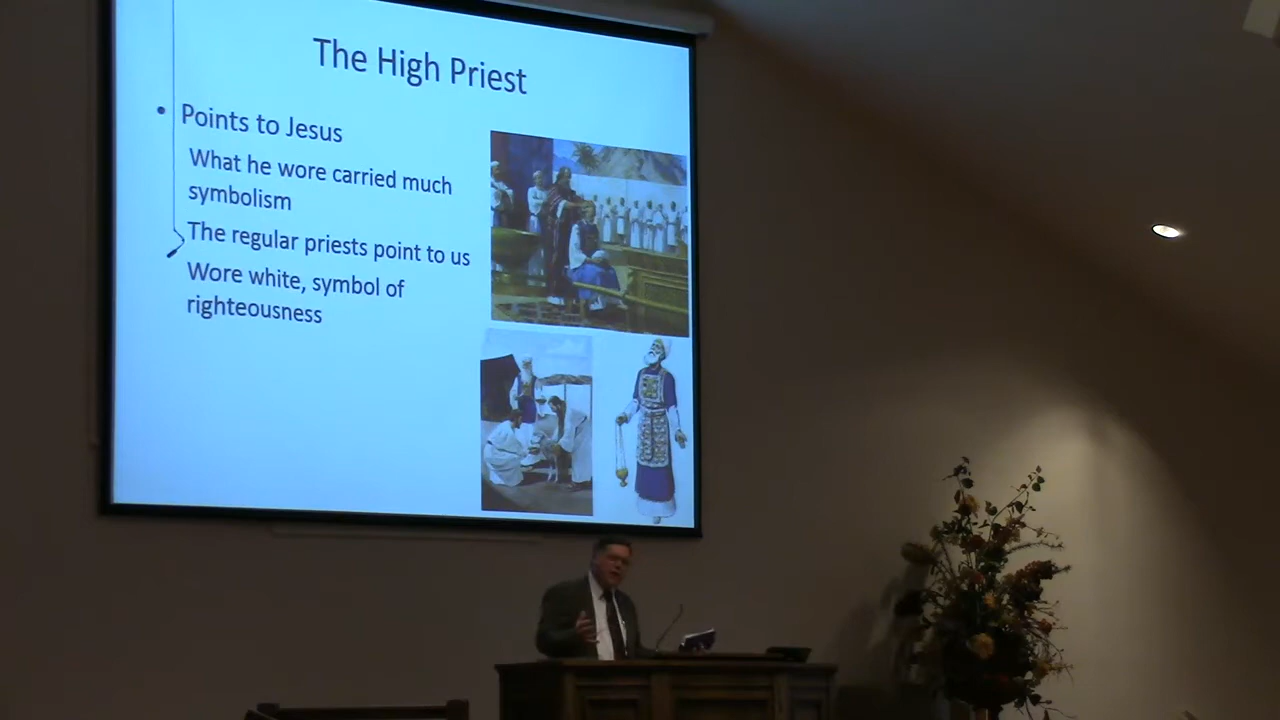 The High Priest
• Points to Jesus
What he wore carried much
symbolism
The regular priests point to us
Wore white, symbol of
righteousness